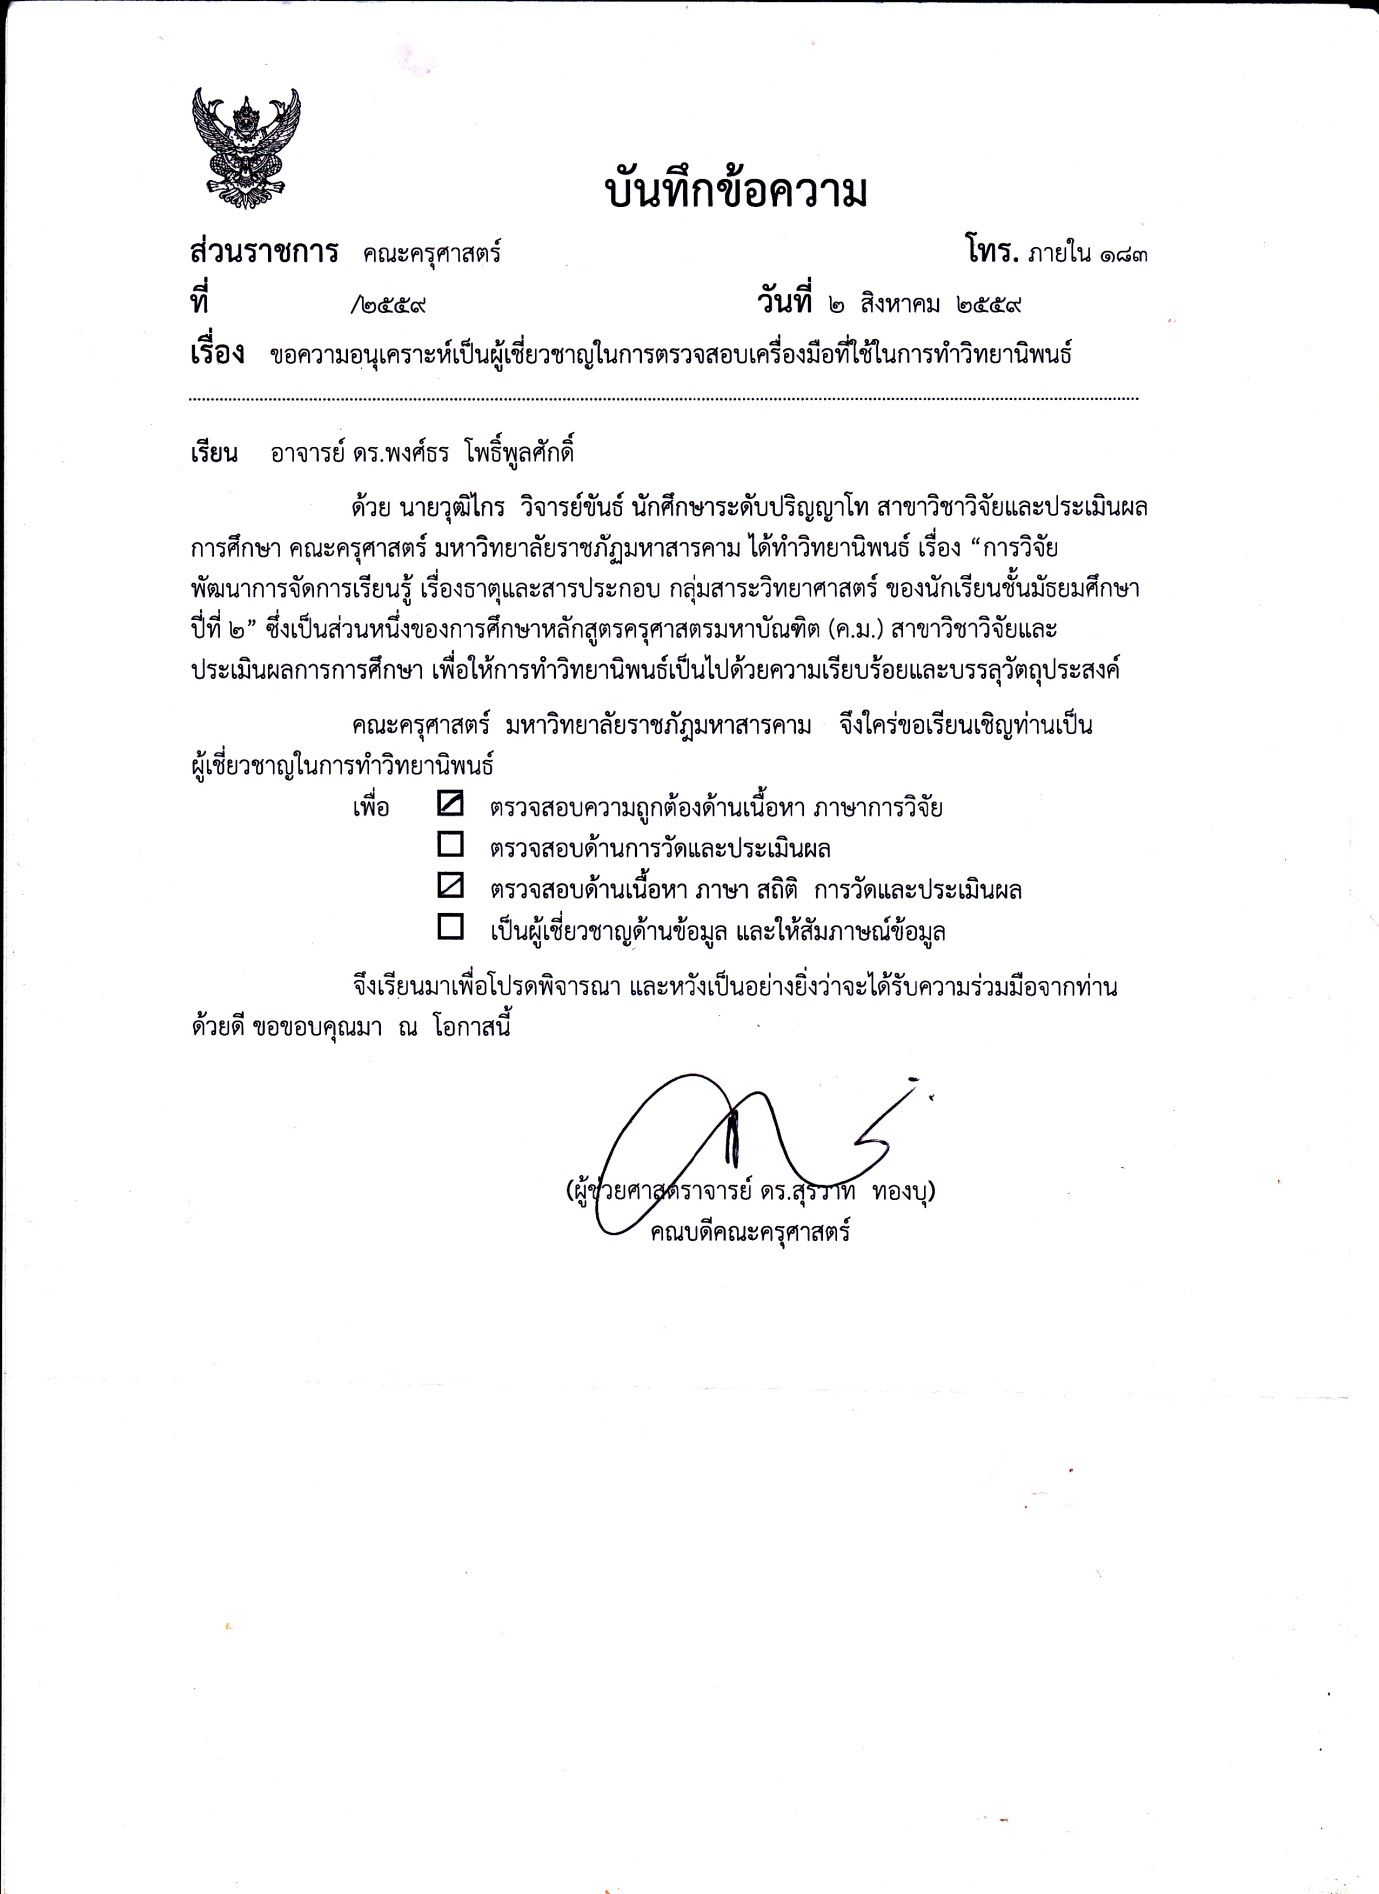 บันทึกข้อความ
ส่วนราชการ คณะครุศาสตร์ โทร. ภายใน ๑๘๓
ที่ /๒๕๕๙ วันที่ ๒ สิงหาคม ๒๕๕๙
เรื่อง ขอความอนุเคราะห์เป็นผู้เชี่ยวชาญในการตรวจสอบเครื่องมือที่ใช้ในการทำวิทยานิพนธ์
เรียน อาจารย์ ดร.พงศ์ธร โพธิ์พูลศักดิ์
ด้วย นายวุฒิไกร วิจารย์ขันธ์ นักศึกษาระดับปริญญาโท สาขาวิชาวิจัยและประเมินผล
การศึกษา คณะครุศาสตร์ มหาวิทยาลัยราชภัฏมหาสารคาม ได้ทำวิทยานิพนธ์ เรื่อง “การวิจัย
พัฒนาการจัดการเรียนรู้ เรื่องธาตุและสารประกอบ กลุ่มสาระวิทยาศาสตร์ ของนักเรียนชั้นมัธยมศึกษา
ปีที่ ๒” ซึ่งเป็นส่วนหนึ่งของการศึกษาหลักสูตรครุศาสตรมหาบัณฑิต (ค.ม.) สาขาวิชาวิจัยและ
ประเมินผลการการศึกษา เพื่อให้การทำวิทยานิพนธ์เป็นไปด้วยความเรียบร้อยและบรรลุวัตถุประสงค์
คณะครุศาสตร์ มหาวิทยาลัยราชภัฎมหาสารคาม จึงใคร่ขอเรียนเชิญท่านเป็น
ผู้เชี่ยวชาญในการทำวิทยานิพนธ์
เพื่อ ตรวจสอบความถูกต้องด้านเนื้อหา ภาษาการวิจัย
ตรวจสอบด้านการวัดและประเมินผล
ตรวจสอบด้านเนื้อหา ภาษา สถิติ การวัดและประเมินผล
เป็นผู้เชี่ยวชาญด้านข้อมูล และให้สัมภาษณ์ข้อมูล
จึงเรียนมาเพื่อโปรดพิจารณา และหวังเป็นอย่างยิ่งว่าจะได้รับความร่วมมือจากท่าน
ด้วยดี ขอขอบคุณมา ณ โอกาสนี้
(ผู้ช่วยศาสตราจารย์ ดร.สุรวาท ทองบุ)
คณบดีคณะครุศาสตร์